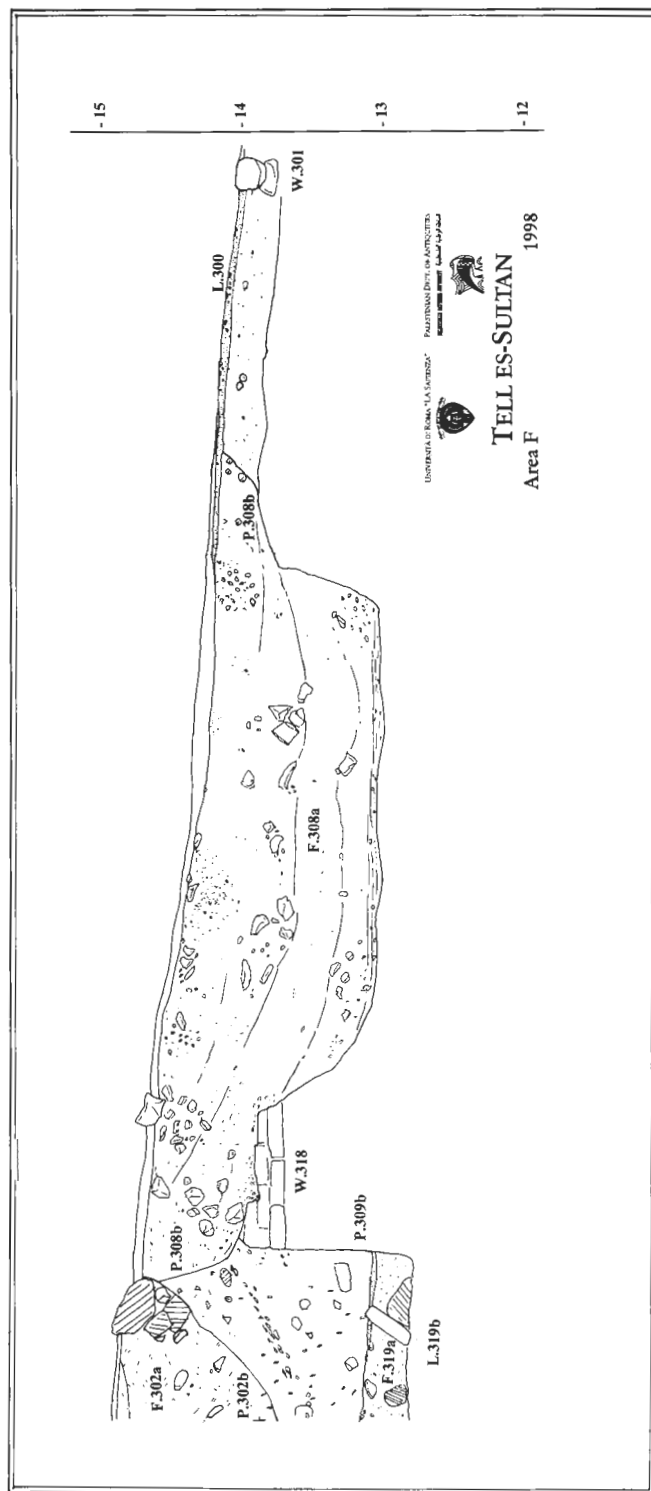 - 15
- 14
- 13
- 12
W.301
L.300
P.308b
F.308a
W.318
P.308b
P.309b
F.302a
P.302b
F.319a
L.319b
UNIVERSITÀ DI ROMA "LA SAPIENZA"
PALESTINIAN DEPT. OF ANTIQUITIES
TELL ES-SULTAN
Area F 1998